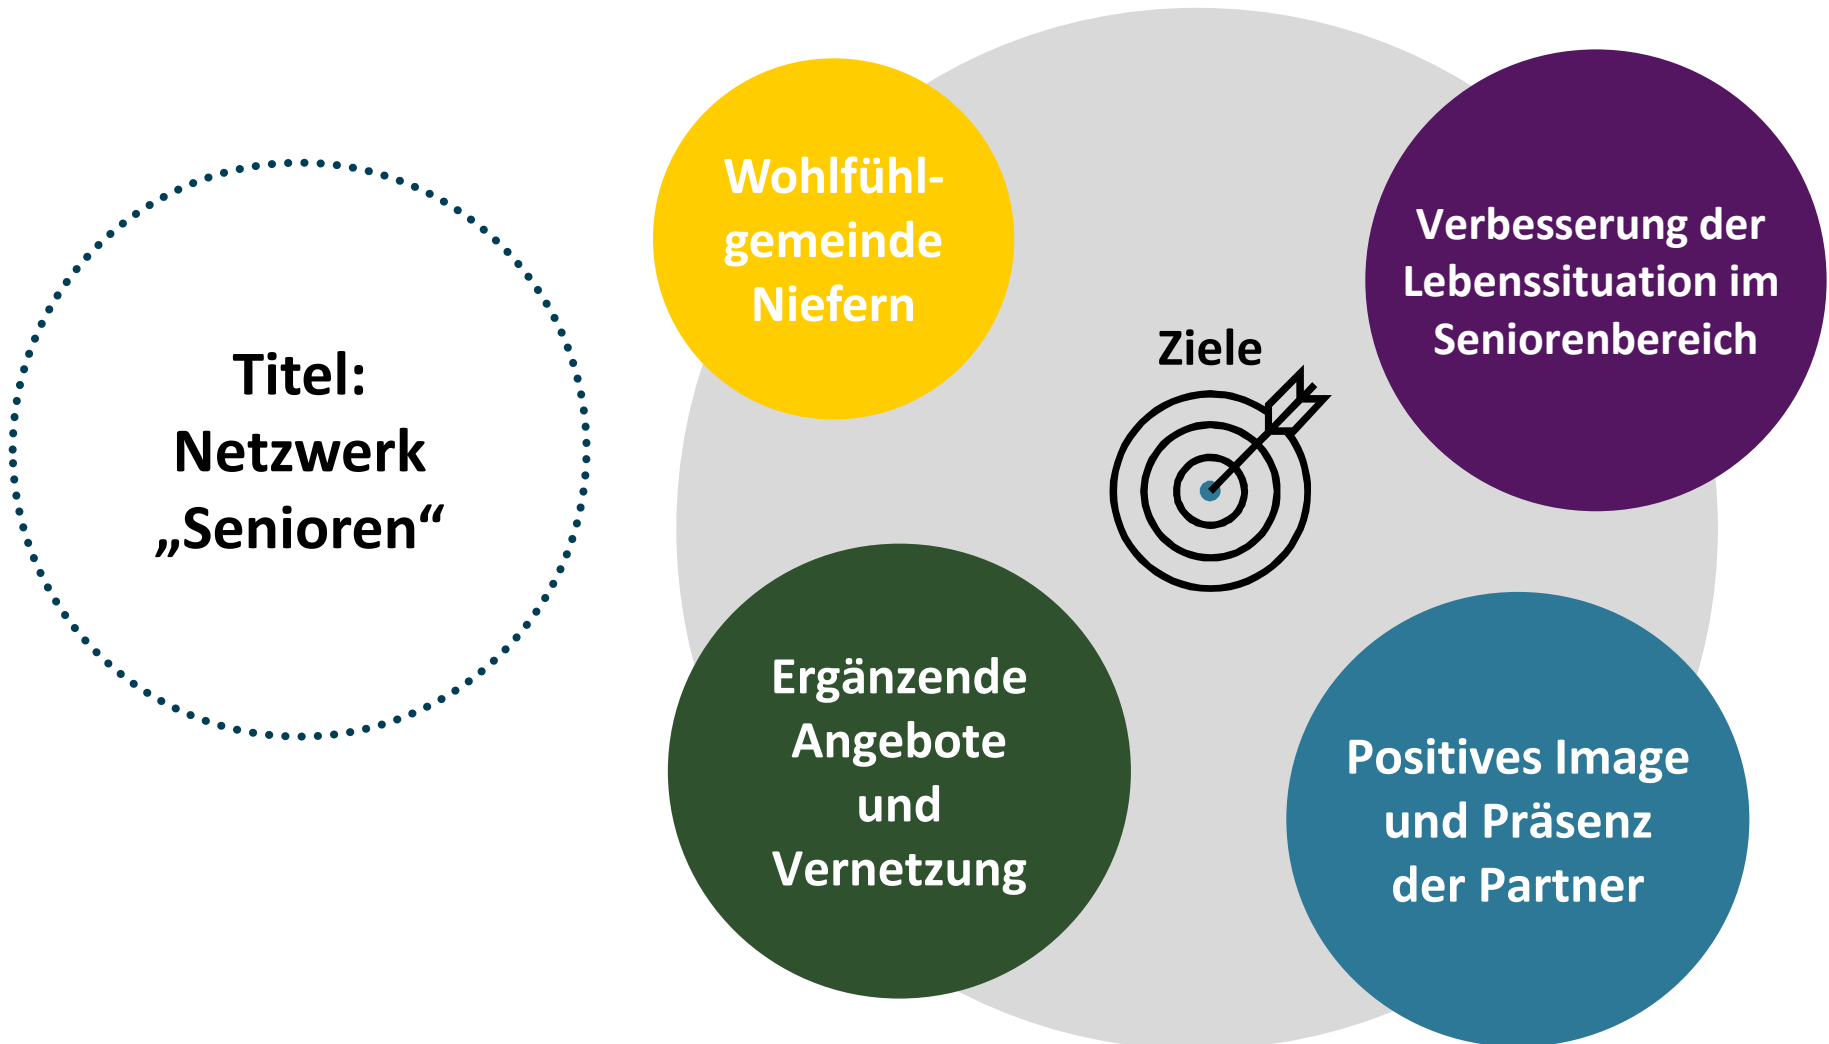 Titel:
Netzwerk
„Senioren“
Wohlfühl-
gemeinde
Niefern
Verbesserung der
Lebenssituation im
Seniorenbereich
Ziele
Ergänzende
Angebote
und
Vernetzung
Positives Image
und Präsenz
der Partner